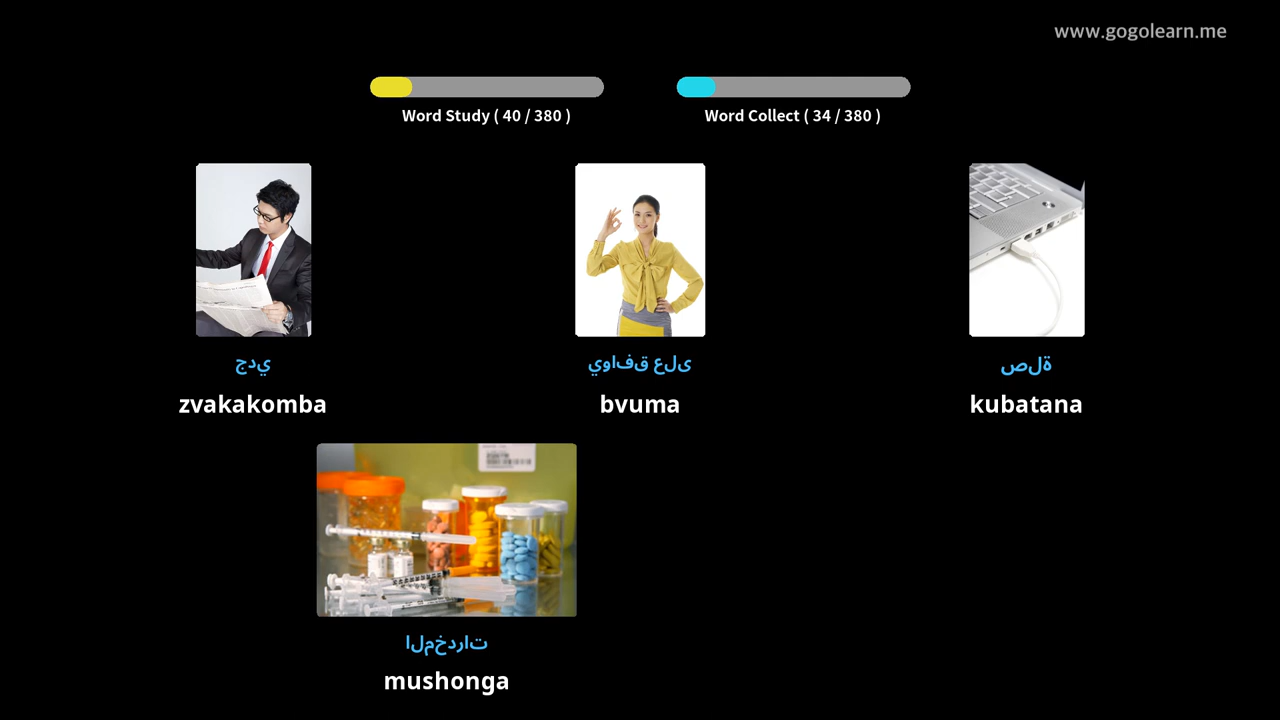 www.gogolearn.me
Word Study ( 40 / 380 )
Word Collect ( 34 / 380 )
جدي
يوافق على
صلة
zvakakomba
bvuma
kubatana
المخدرات
mushonga